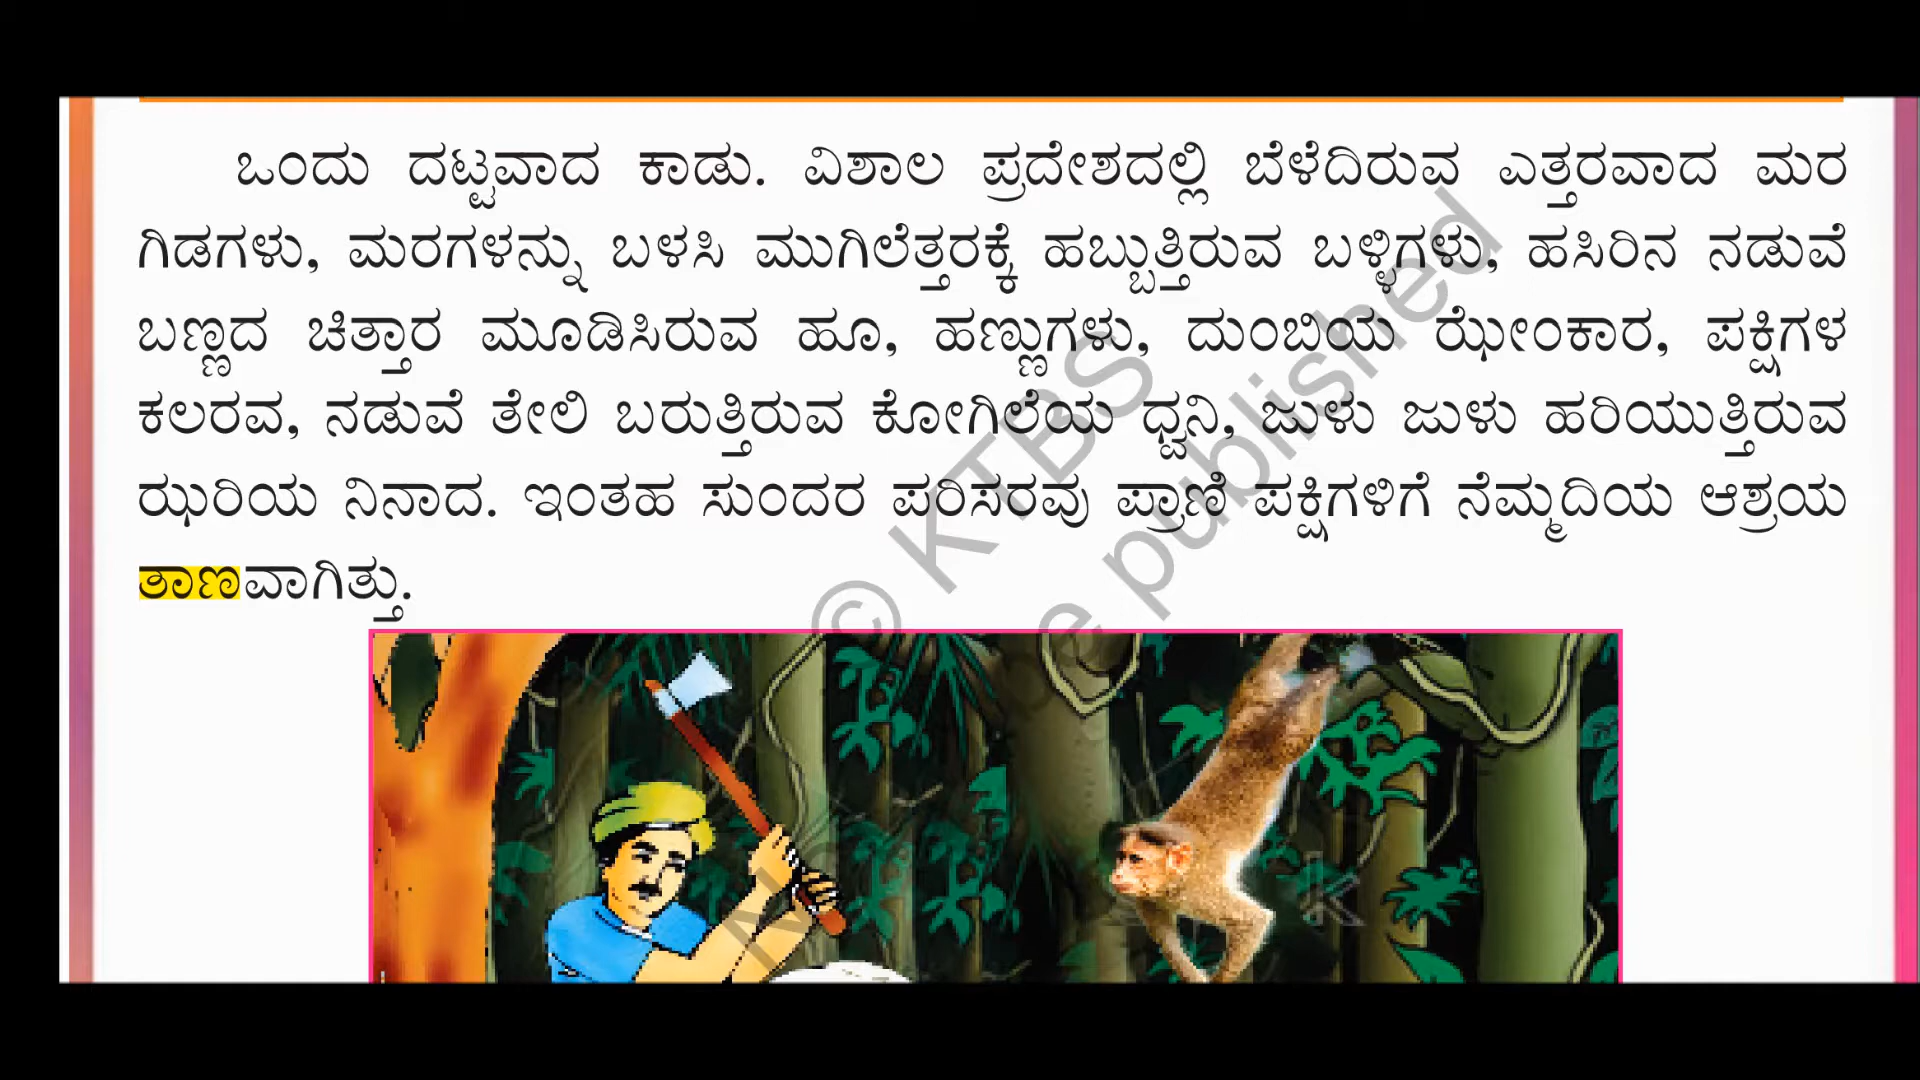 ಒಂದು ದಟ್ಟವಾದ ಕಾಡು. ವಿಶಾಲ ಪ್ರದೇಶದಲ್ಲಿ ಬೆಳೆದಿರುವ ಎತ್ತರವಾದ ಮರ
ಗಿಡಗಳು, ಮರಗಳನ್ನು ಬಳಸಿ ಮುಗಿಲೆತ್ತರಕ್ಕೆ ಹಬ್ಬುತ್ತಿರುವ ಬಳ್ಳಿಗಳು, ಹಸಿರಿನ ನಡುವೆ
ಬಣ್ಣದ ಚಿತ್ತಾರ ಮೂಡಿಸಿರುವ ಹೂ, ಹಣ್ಣುಗಳು, ದುಂಬಿಯ ಝೇಂಕಾರ, ಪಕ್ಷಿಗಳ
ಕಲರವ, ನಡುವೆ ತೇಲಿ ಬರುತ್ತಿರುವ ಕೋಗಿಲೆಯ ಧ್ವನಿ, ಜುಳು ಜುಳು ಹರಿಯುತ್ತಿರುವ
ಝರಿಯ ನಿನಾದ. ಇಂತಹ ಸುಂದರ ಪರಿಸರವು ಪ್ರಾಣಿ ಪಕ್ಷಿಗಳಿಗೆ ನೆಮ್ಮದಿಯ ಆಶ್ರಯ
ತಾಣವಾಗಿತ್ತು.
© KTBS
published